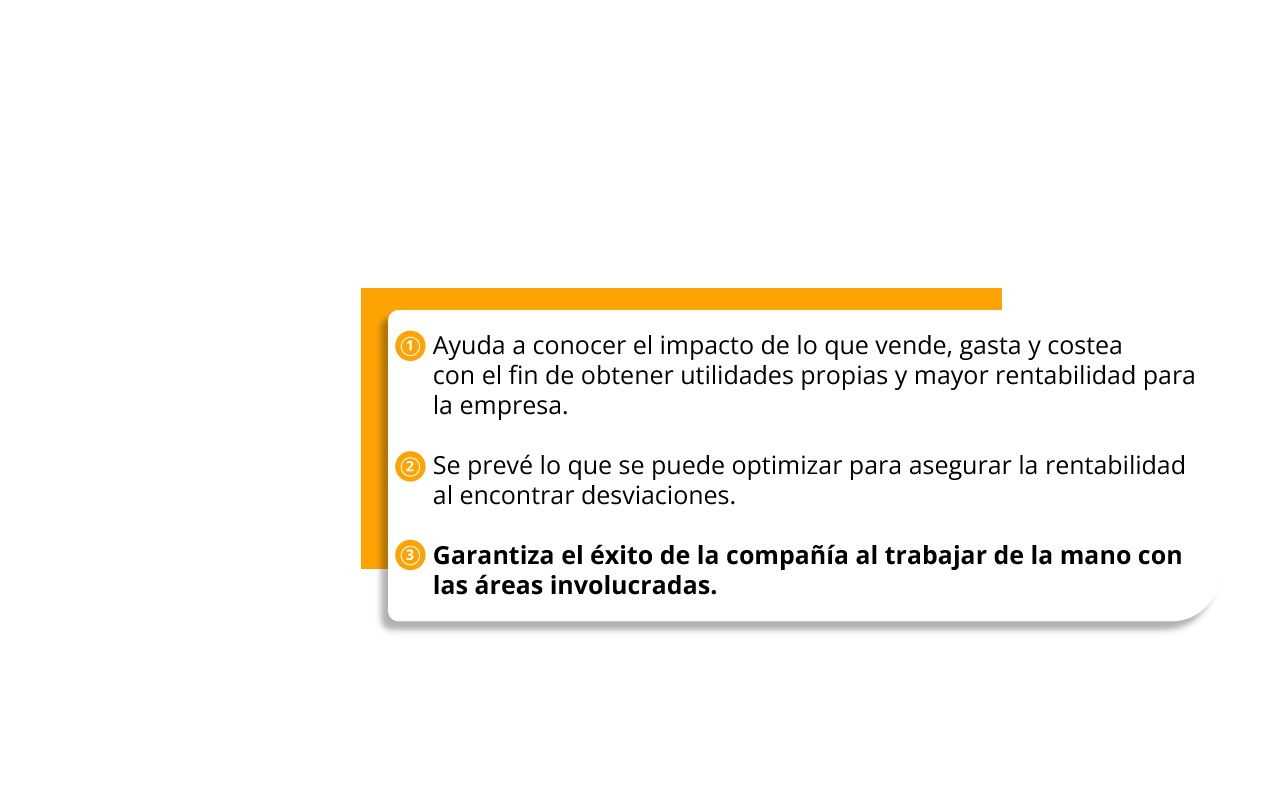 1 Ayuda a conocer el impacto de lo que vende, gasta y costea
con el fin de obtener utilidades propias y mayor rentabilidad para
la empresa.
2 Se prevé lo que se puede optimizar para asegurar la rentabilidad
al encontrar desviaciones.
3 Garantiza el éxito de la compañía al trabajar de la mano con
las áreas involucradas.